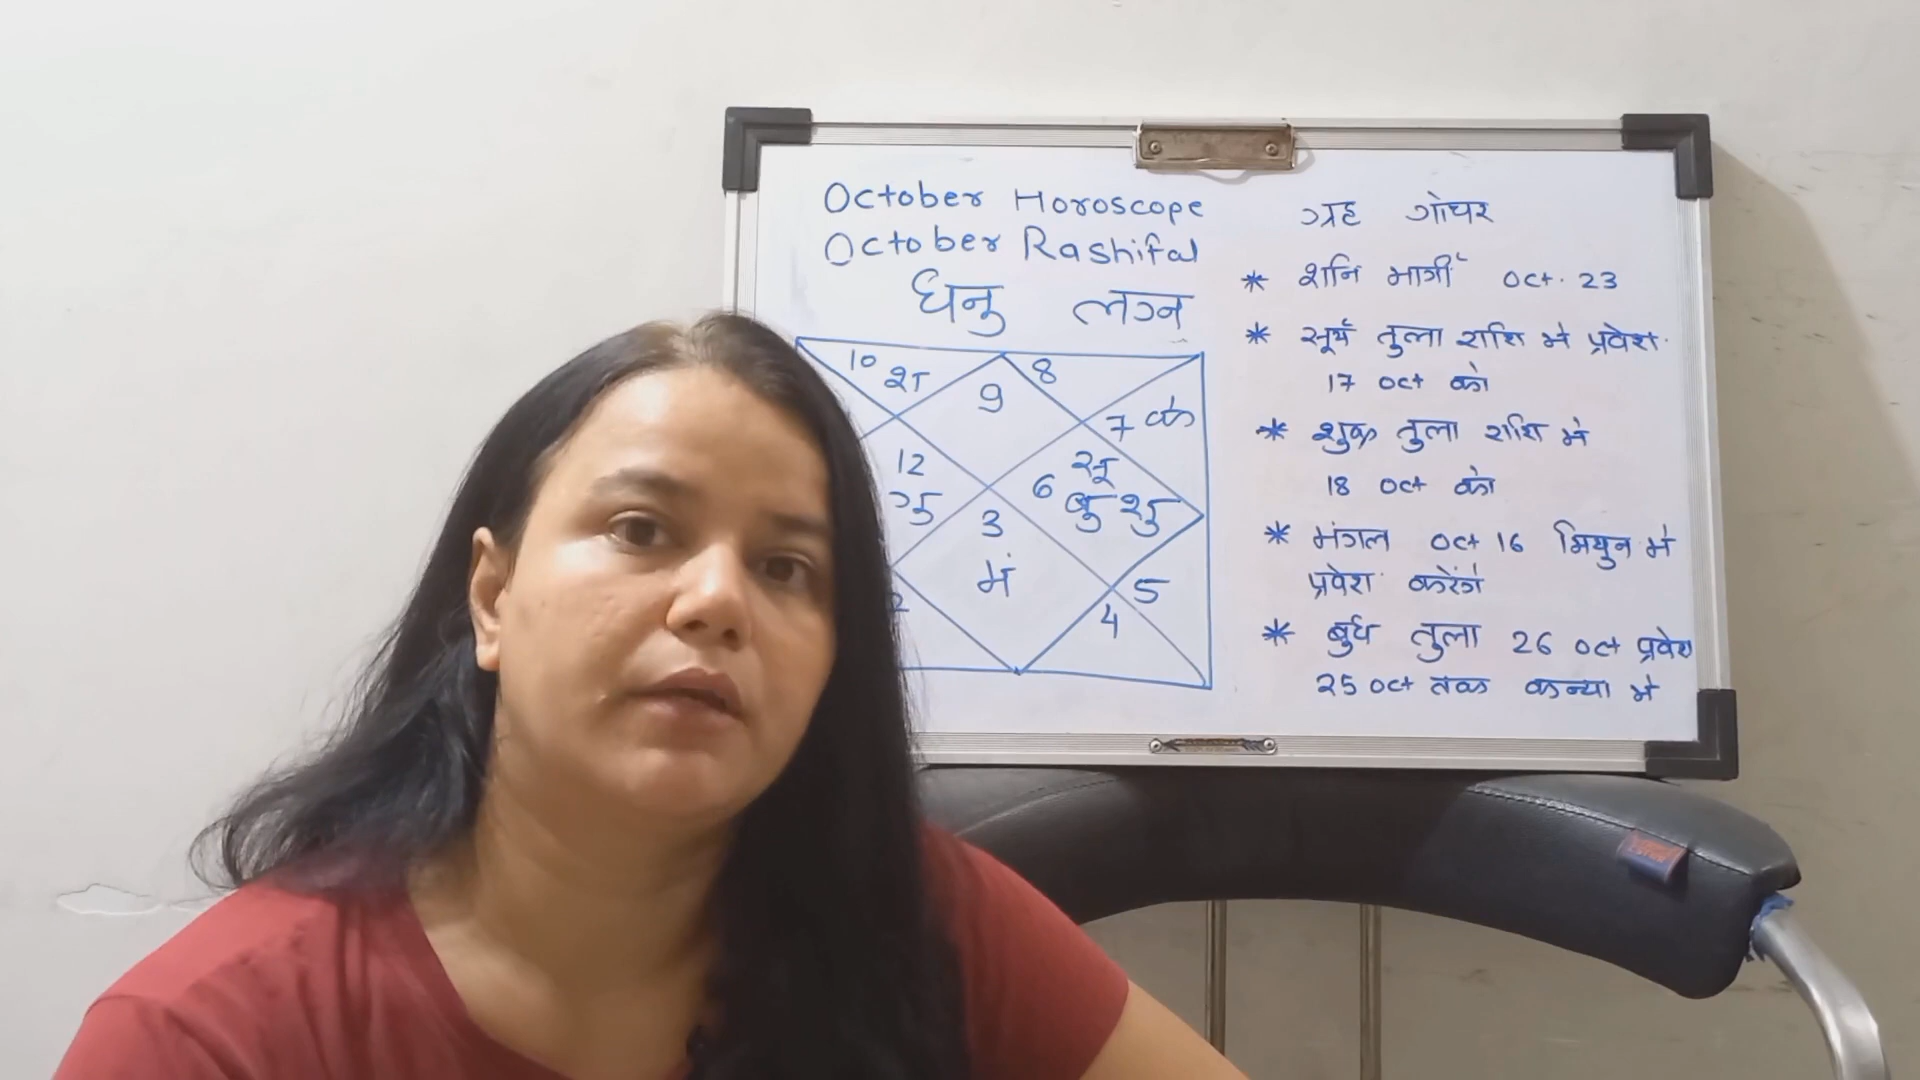 October Horoscope
October Rashifal
धनु लग्न
10 श
9
8
7 के
12
गु
6 सू
बु शु
3
मं
5
4
2
ग्रह गोचर
* शनि मार्गी Oct. 23
* सूर्य तुला राशि मे प्रवेश.
17 Oct को
* शुक्र तुला राशि मे
18 Oct को
* मंगल Oct 16 मिथुन मे
प्रवेश करेंगे
* बुध तुला 26 Oct प्रवेश
25 Oct तक कन्या मे